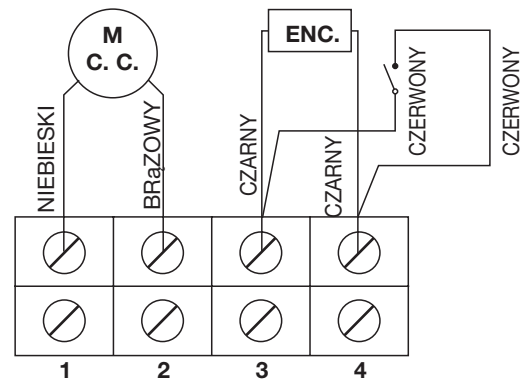 M
C. C.
ENC.
NIEBIESKI
BRąZOWY
CZARNY
CZARNY
CZERWONY
CZERWONY
1 2 3 4